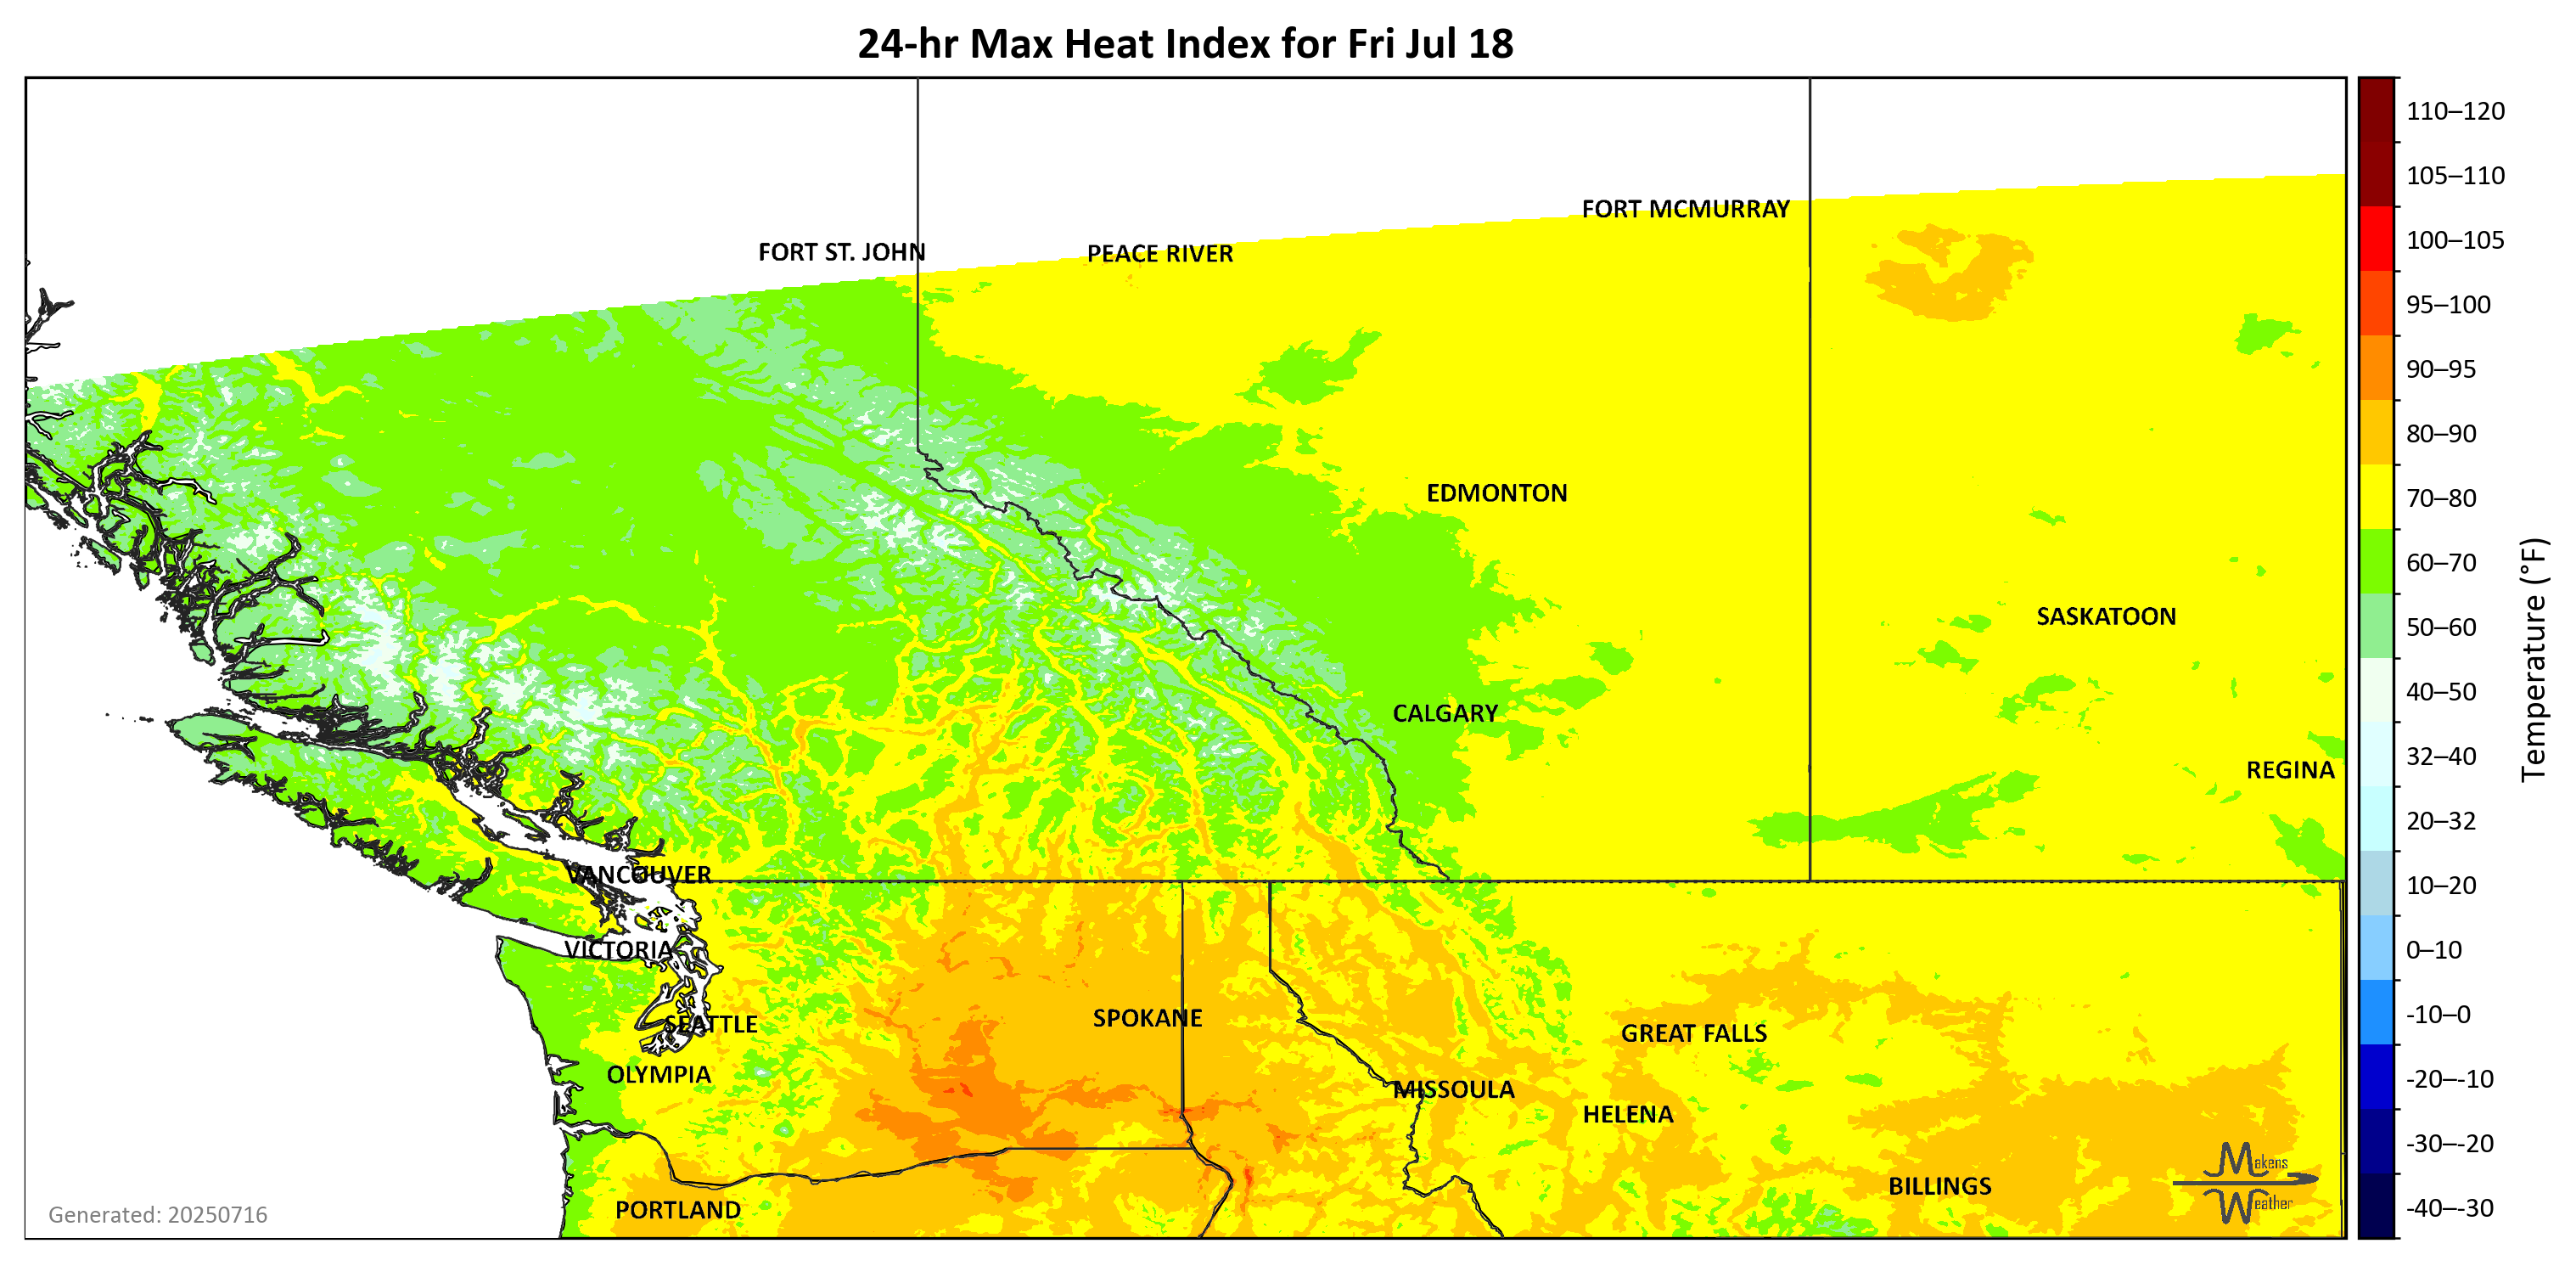 24-hr Max Heat Index for Fri Jul 18
110–120
105–110
100–105
95–100
90–95
80–90
70–80
60–70
50–60
40–50
32–40
20–32
10–20
0–10
-10–0
-20–-10
-30–-20
-40–-30
Temperature (°F)
FORT MCMURRAY
FORT ST. JOHN
PEACE RIVER
EDMONTON
SASKATOON
CALGARY
REGINA
VANCOUVER
VICTORIA
SPOKANE
SEATTLE
GREAT FALLS
OLYMPIA
MISSOULA
HELENA
BILLINGS
PORTLAND
Makens
Weather
Generated: 20250716